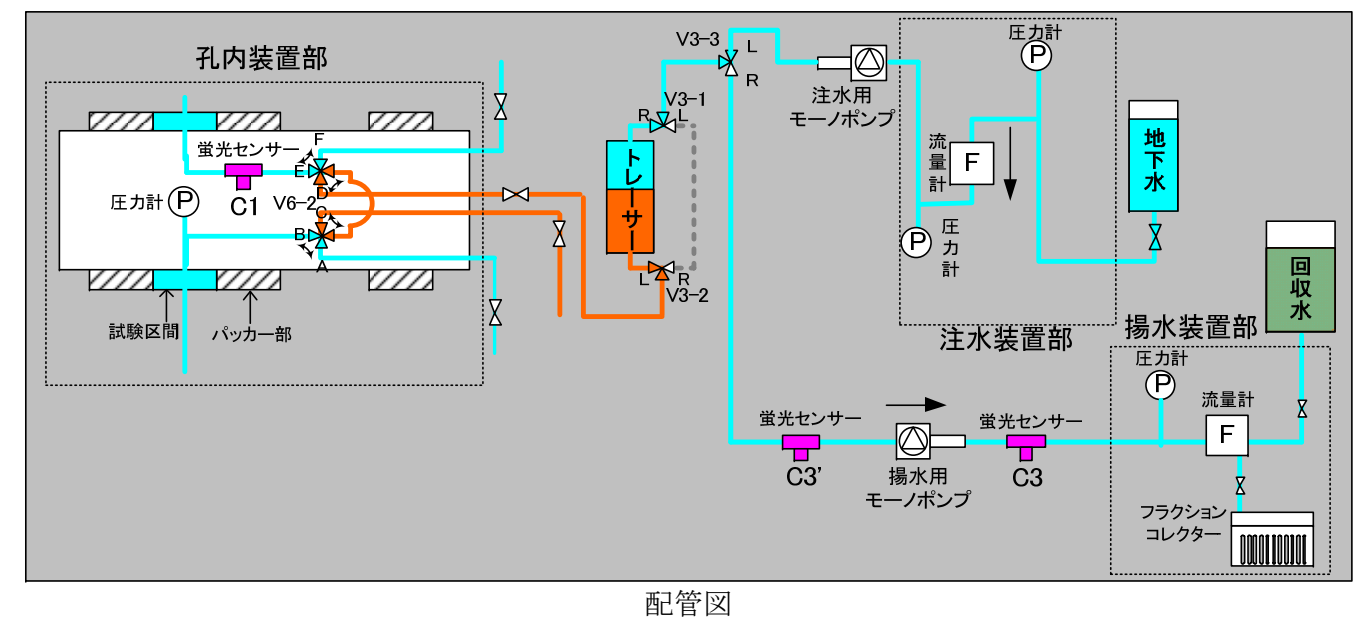 孔内装置部
蛍光センサー
C1
圧力計
P
V6-2
F
E
D
C
B
A
試験区間
パッカー部
V3-3
L
R
V3-1
R
L
トレーサー
L
R
V3-2
注水用
モーノポンプ
圧力計
P
流量計
F
P
圧力計
地下水
注水装置部
回収水
揚水装置部
圧力計
P
流量計
F
蛍光センサー
C3'
揚水用
モーノポンプ
蛍光センサー
C3
フラクション
コレクター
配管図